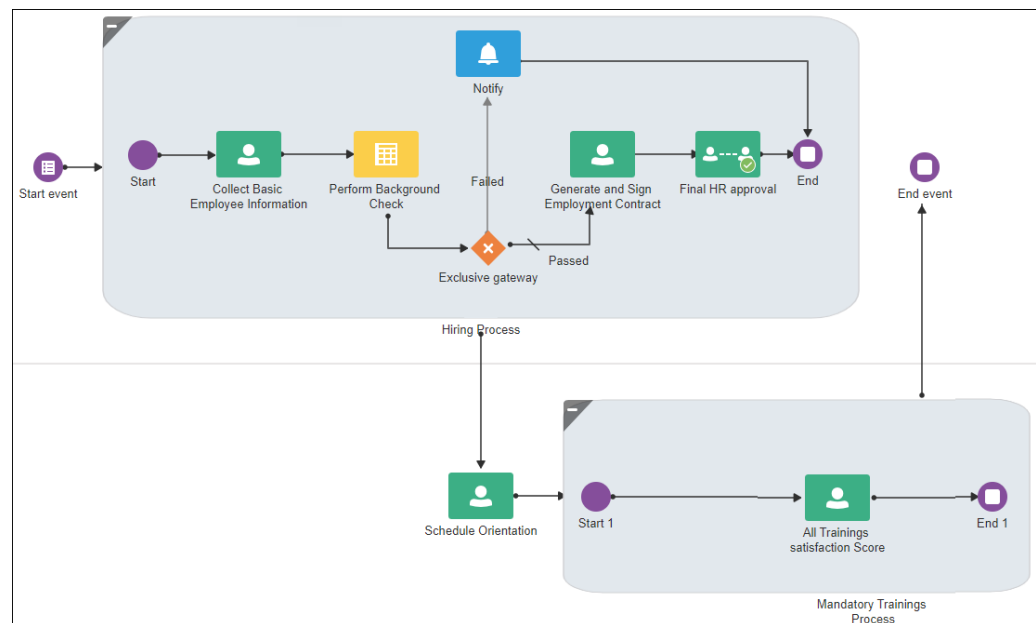 Notify
Start event
Start
Collect Basic
Employee Information
Perform Background
Check
Failed
Generate and Sign
Employment Contract
Final HR approval
End
End event
Passed
Exclusive gateway
Hiring Process
Schedule Orientation
Start 1
All Trainings
satisfaction Score
End 1
Mandatory Trainings
Process